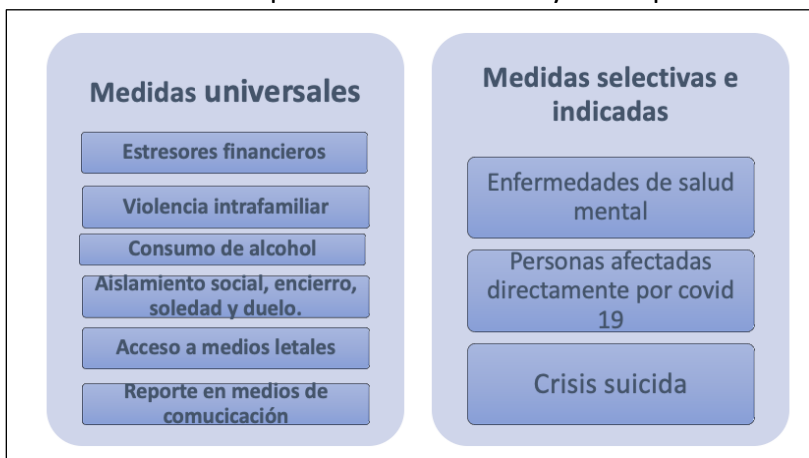 Medidas universales
Estresores financieros
Violencia intrafamiliar
Consumo de alcohol
Aislamiento social, encierro,
soledad y duelo.
Acceso a medios letales
Reporte en medios de
comucicación
Medidas selectivas e
indicadas
Enfermedades de salud
mental
Personas afectadas
directamente por covid
19
Crisis suicida